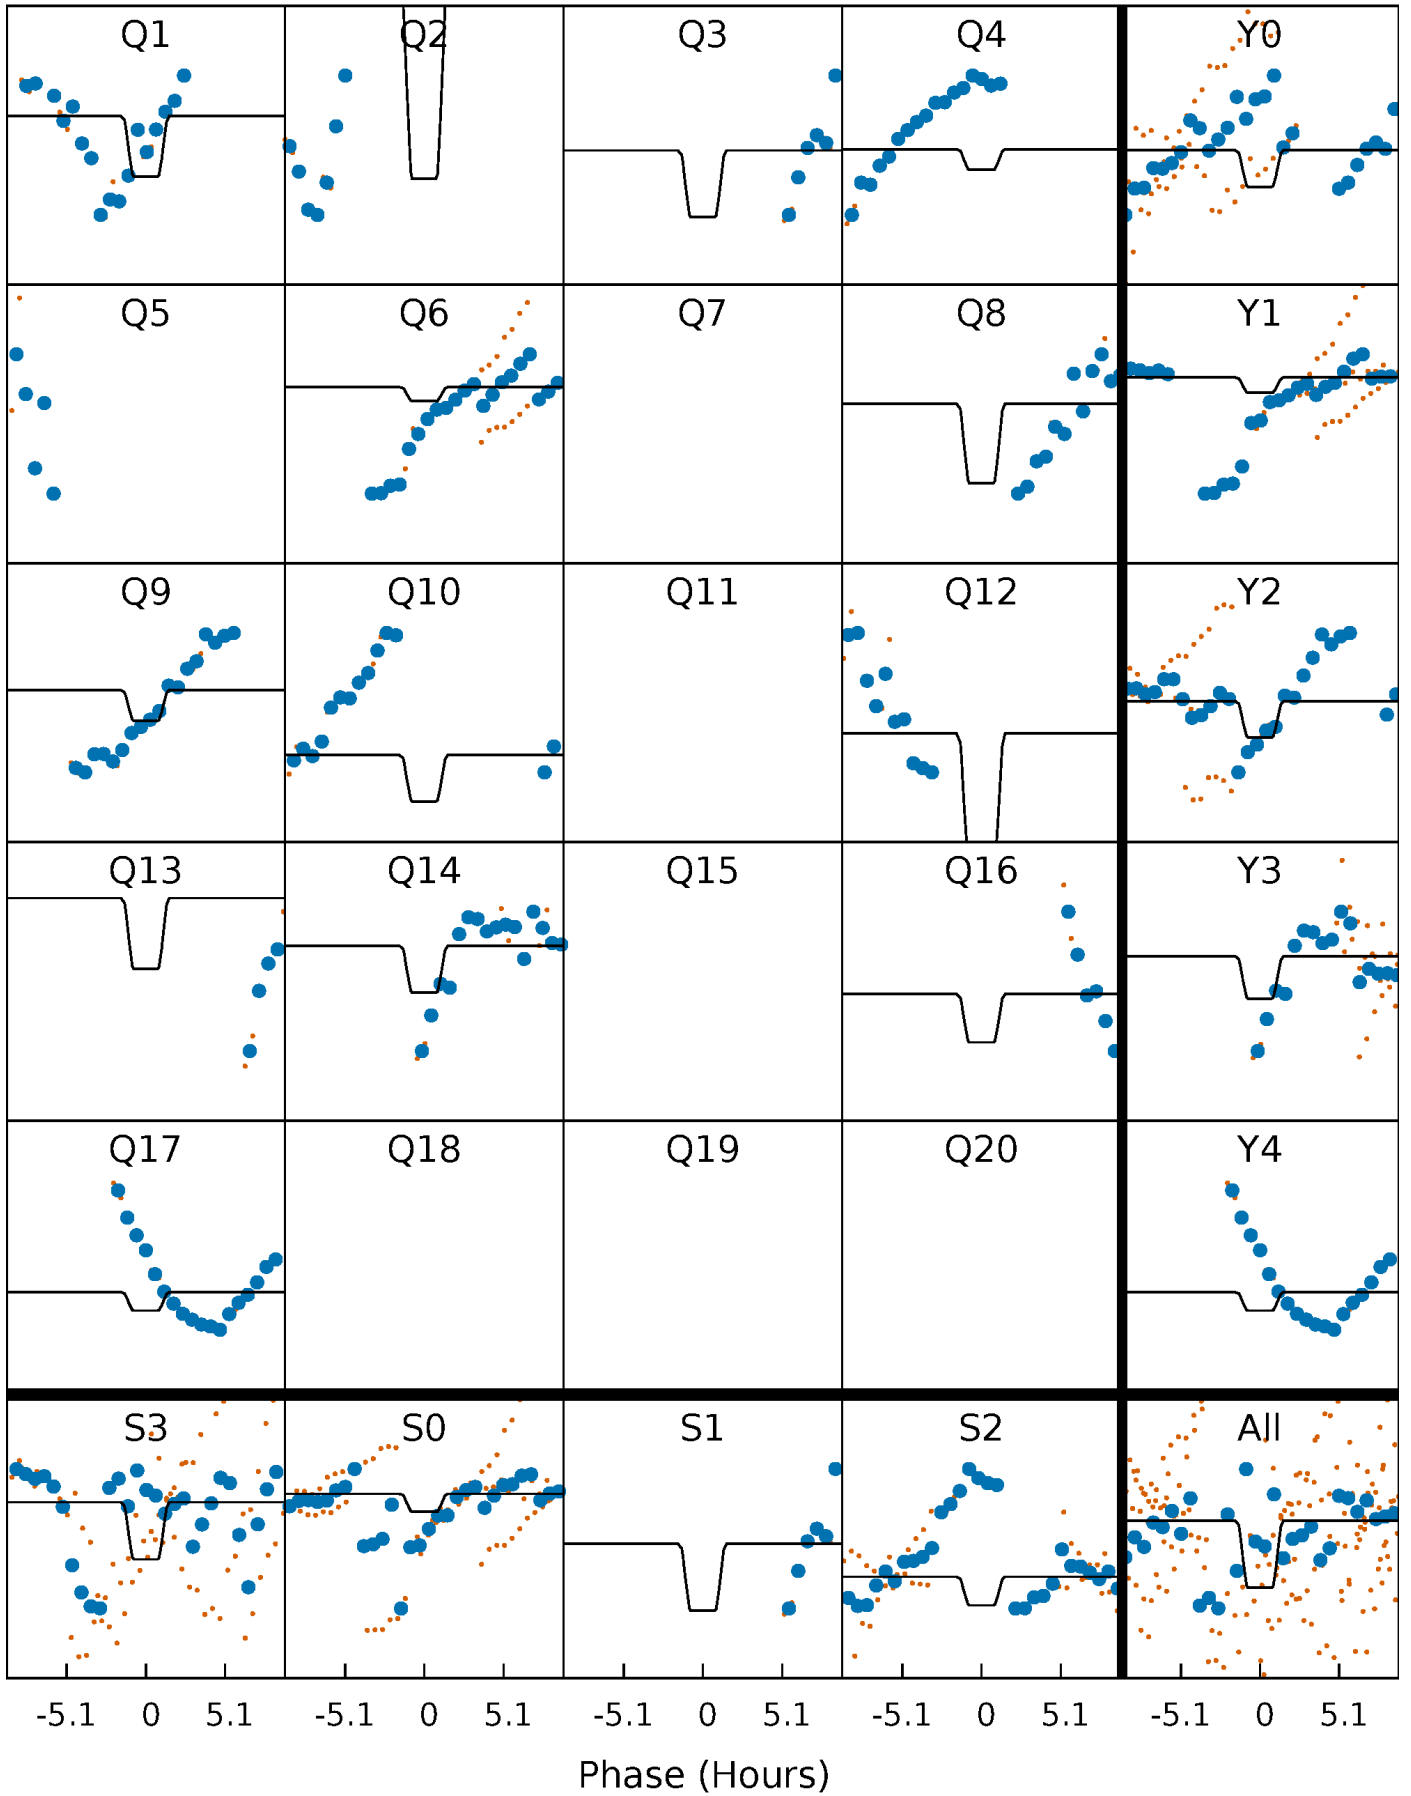 Q1 Q2 Q3 Q4 Y0
Q5 Q6 Q7 Q8 Y1
Q9 Q10 Q11 Q12 Y2
Q13 Q14 Q15 Q16 Y3
Q17 Q18 Q19 Q20 Y4
S3 S0 S1 S2 All
-5.1 0 5.1 -5.1 0 5.1 -5.1 0 5.1 -5.1 0 5.1 -5.1 0 5.1
Phase (Hours)